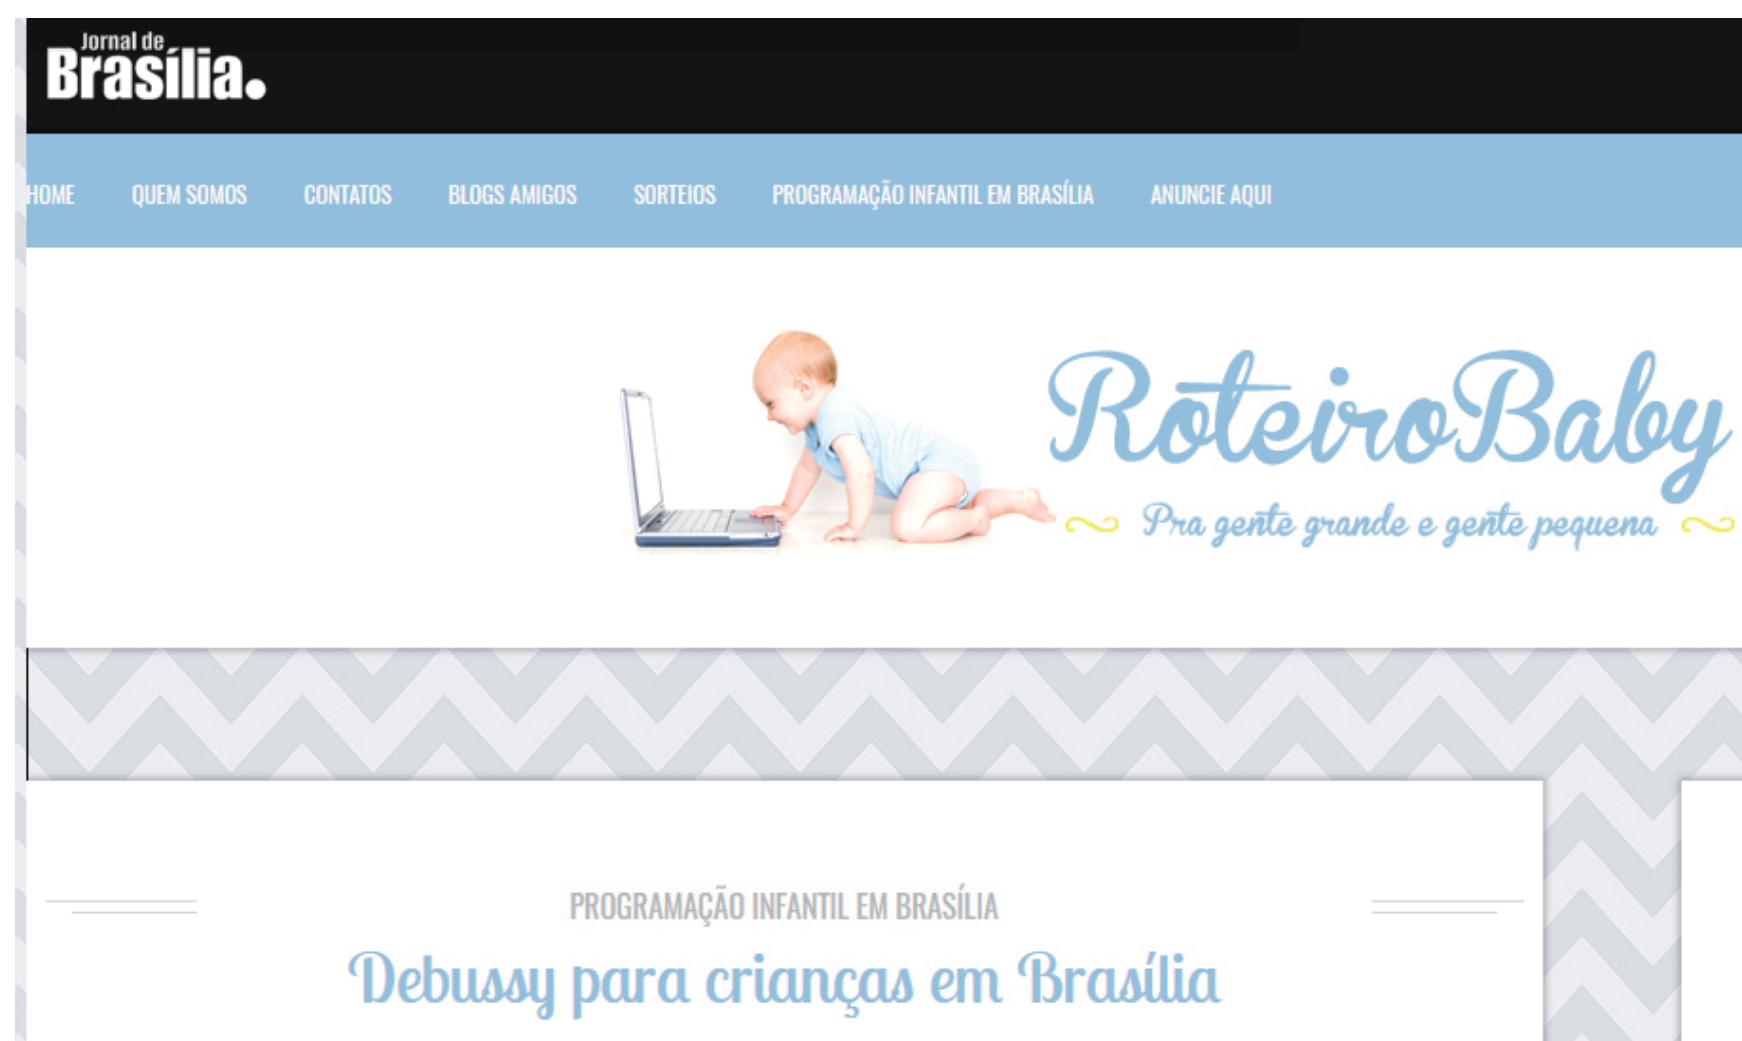 Jornal de
Brasília.
HOME QUEM SOMOS CONTATOS BLOGS AMIGOS SORTEIOS PROGRAMAÇÃO INFANTIL EM BRASÍLIA ANUNCIE AQUI
RoteiroBaby
Pra gente grande e gente pequena
PROGRAMAÇÃO INFANTIL EM BRASÍLIA
Debussy para crianças em Brasília